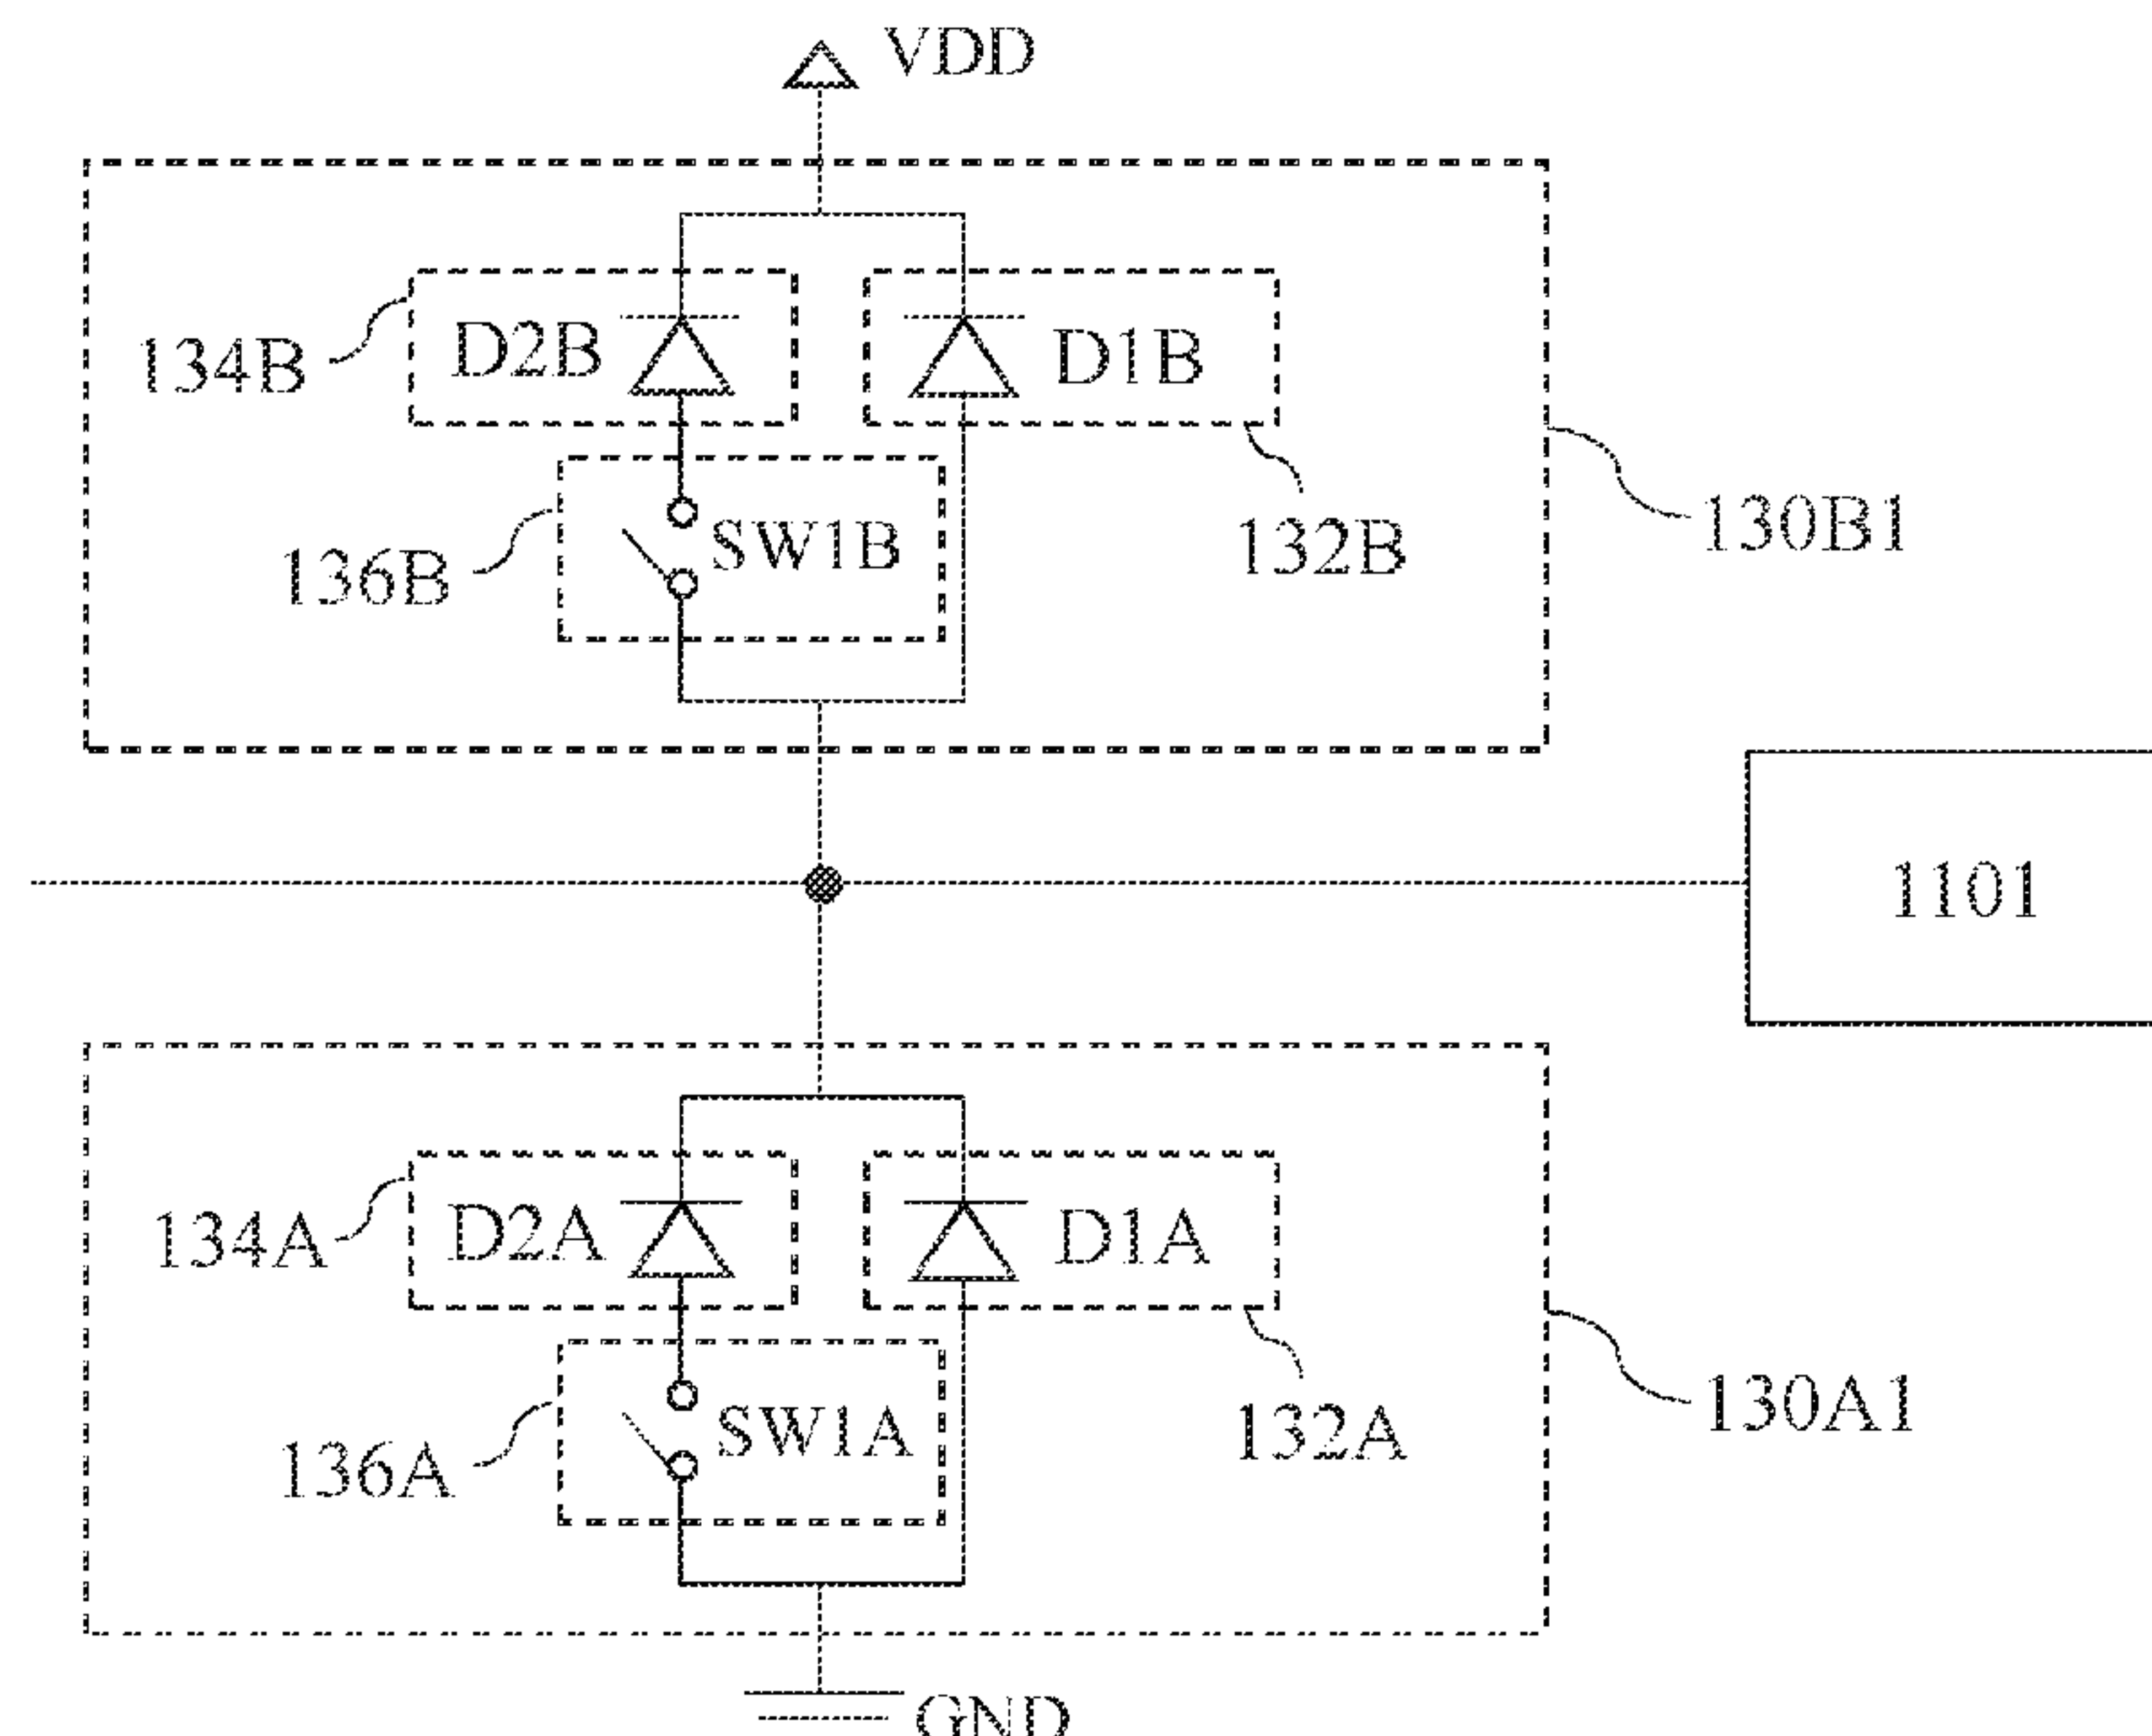 VDD
134B
D2B
D1B
136B
SW1B
132B
130B1
1101
134A
D2A
D1A
136A
SW1A
132A
130A1
GND